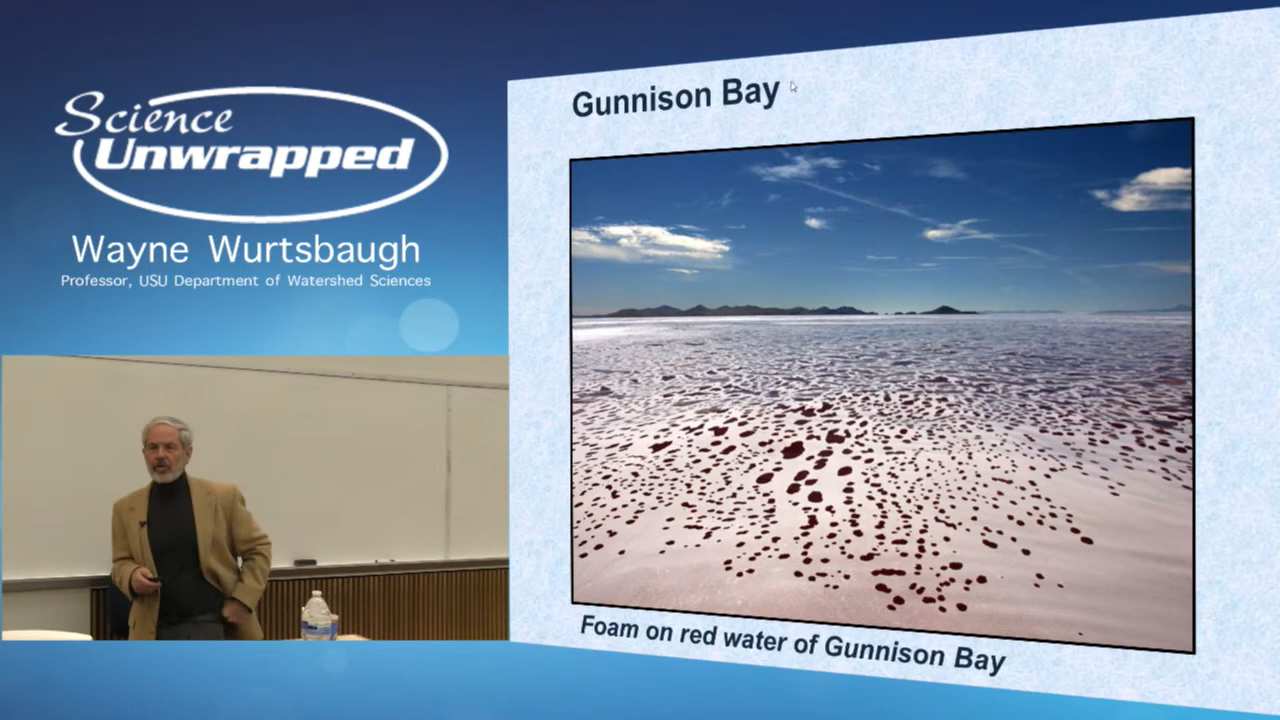 Science
Unwrapped
Wayne Wurtsbaugh
Professor, USU Department of Watershed Sciences
Gunnison Bay
Foam on red water of Gunnison Bay